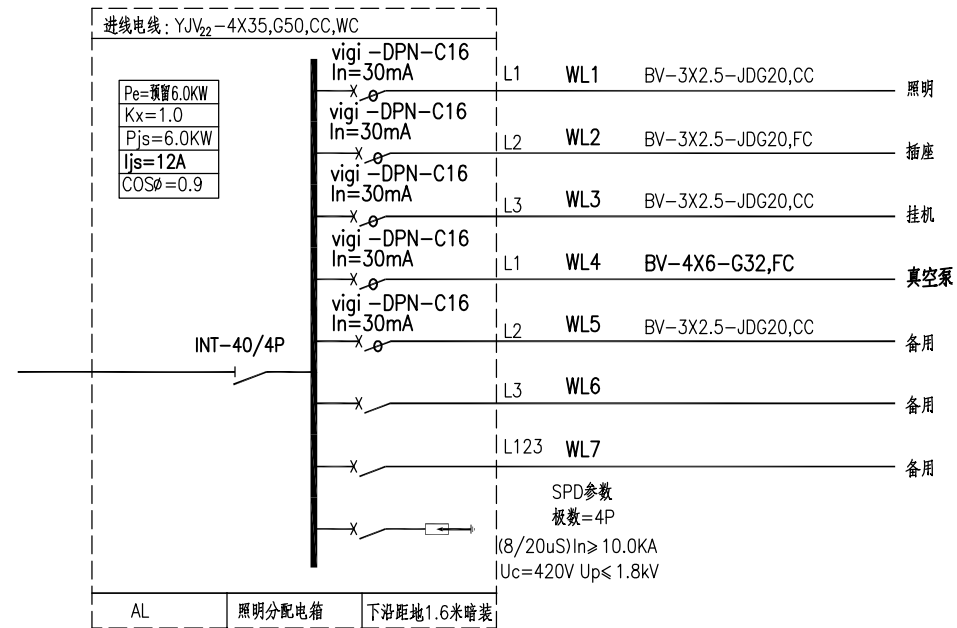 进线电线: YJV22-4X35,G50,CC,WC
Pe=预留6.0KW
Kx=1.0
Pjs=6.0KW
Ijs=12A
COSø=0.9
INT-40/4P
vigi -DPN-C16
In=30mA
L1 WL1 BV-3X2.5-JDG20,CC 照明
vigi -DPN-C16
In=30mA
L2 WL2 BV-3X2.5-JDG20,FC 插座
vigi -DPN-C16
In=30mA
L3 WL3 BV-3X2.5-JDG20,CC 挂机
vigi -DPN-C16
In=30mA
L1 WL4 BV-4X6-G32,FC 真空泵
vigi -DPN-C16
In=30mA
L2 WL5 BV-3X2.5-JDG20,CC 备用
L3 WL6 备用
L123 WL7 备用
SPD参数
极数=4P
(8/20uS)In≥10.0KA
Uc=420V Up≤1.8kV
AL 照明分配电箱 下沿距地1.6米暗装